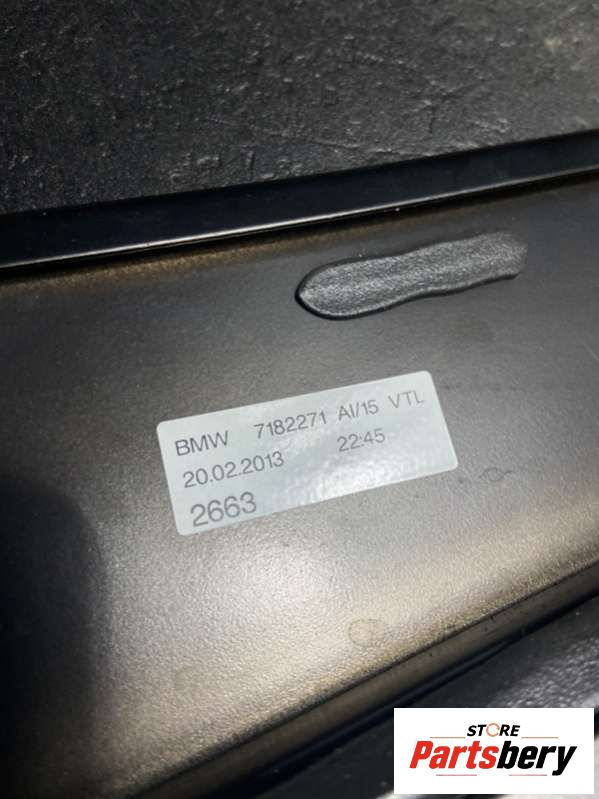 BMW 7182271 AI/15 VTL
20.02.2013 22:45
2663
STORE
Partsbery